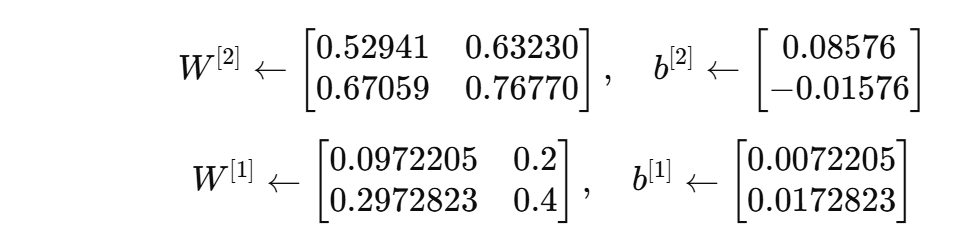 W^{[2]} ← [0.52941 0.63230; 0.67059 0.76770], b^{[2]} ← [0.08576; −0.01576]
W^{[1]} ← [0.0972205 0.2; 0.2972823 0.4], b^{[1]} ← [0.0072205; 0.0172823]